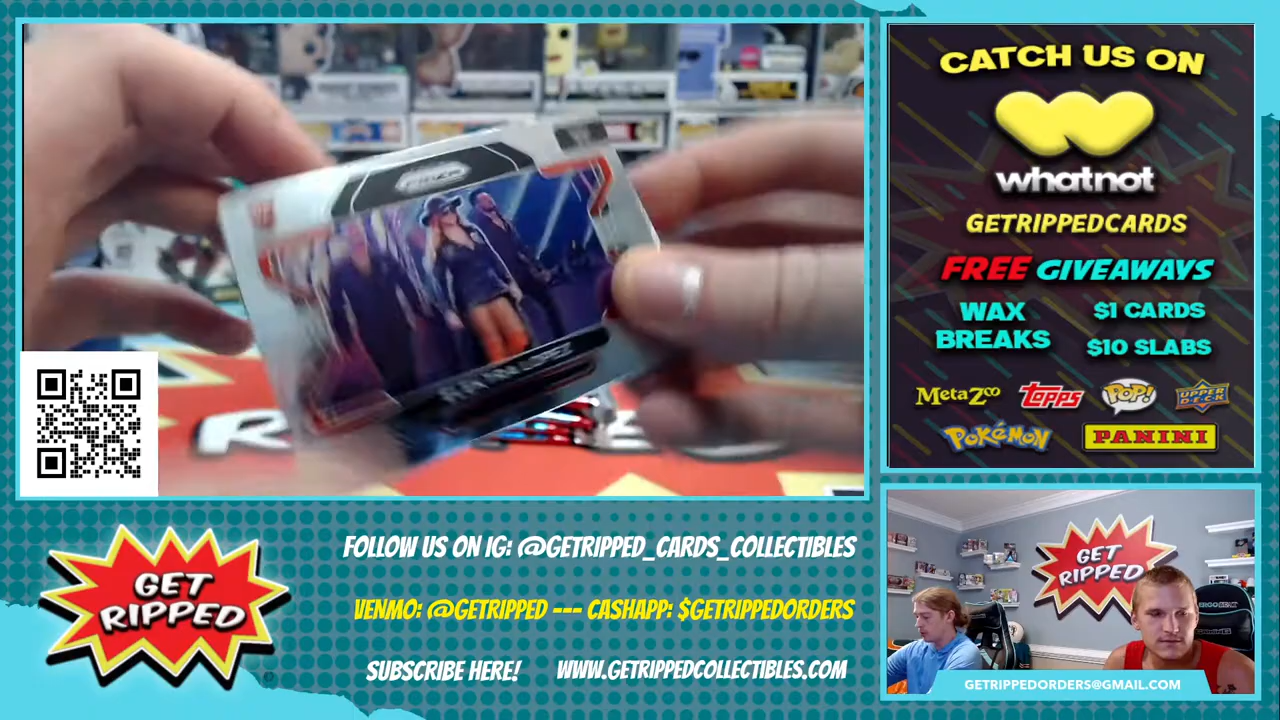 CATCH US ON
whatnot
GETRIPPEDCARDS
FREE GIVEAWAYS
WAX
BREAKS
$1 CARDS
$10 SLABS
MetaZoo
TOPPS
POP!
UPPER
DECK
POKéMON
PANINI
GET
RIPPED
FOLLOW US ON IG: @GETRIPPED_CARDS_COLLECTIBLES
VENMO: @GETRIPPED --- CASHAPP: $GETRIPPEDORDERS
SUBSCRIBE HERE!
WWW.GETRIPPEDCOLLECTIBLES.COM
GET
RIPPED
GETRIPPEDORDERS@GMAIL.COM